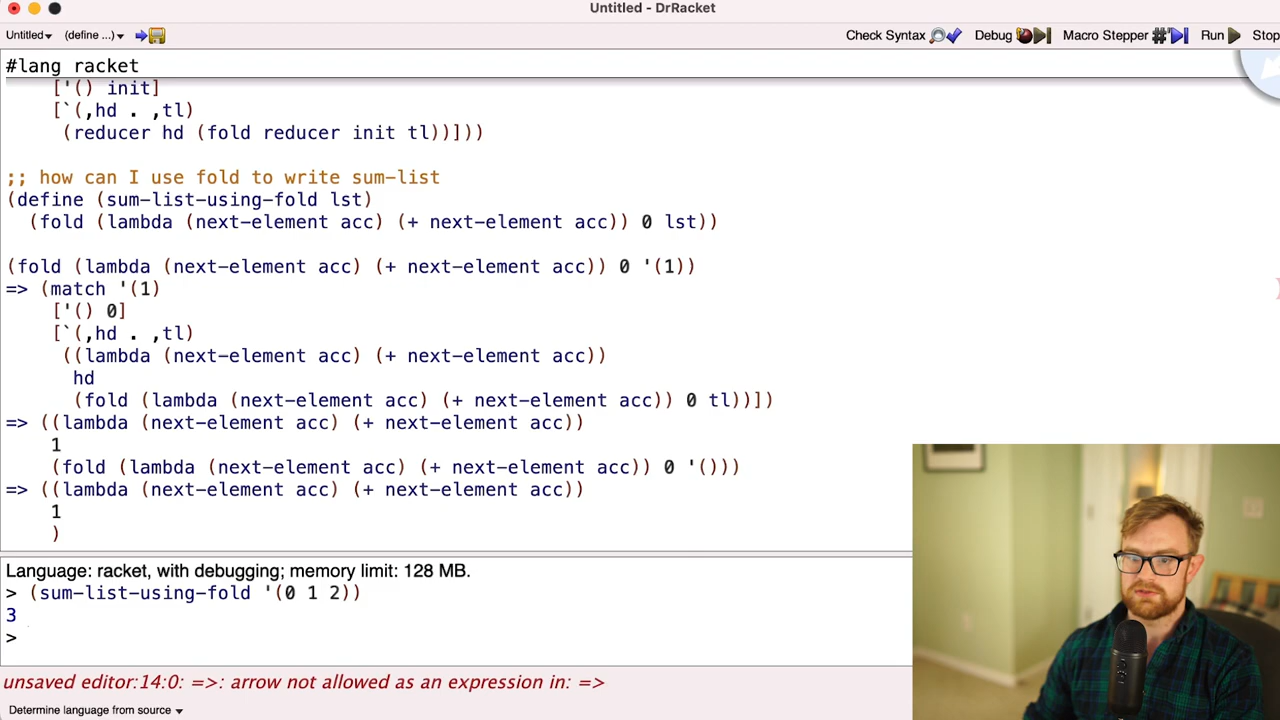 Untitled - DrRacket
Untitled▾ (define ...)▾ Check Syntax Debug Macro Stepper Run Stop
#lang racket
['() init]
[`(,hd . ,tl)
(reducer hd (fold reducer init tl))]))
;; how can I use fold to write sum-list
(define (sum-list-using-fold lst)
(fold (lambda (next-element acc) (+ next-element acc)) 0 lst))
(fold (lambda (next-element acc) (+ next-element acc)) 0 '(1))
=> (match '(1)
['() 0]
[`(,hd . ,tl)
((lambda (next-element acc) (+ next-element acc))
hd
(fold (lambda (next-element acc) (+ next-element acc)) 0 tl))])
=> ((lambda (next-element acc) (+ next-element acc))
1
(fold (lambda (next-element acc) (+ next-element acc)) 0 '()))
=> ((lambda (next-element acc) (+ next-element acc))
1
)
Language: racket, with debugging; memory limit: 128 MB.
> (sum-list-using-fold '(0 1 2))
3
>
unsaved editor:14:0: =>: arrow not allowed as an expression in: =>
Determine language from source ▾